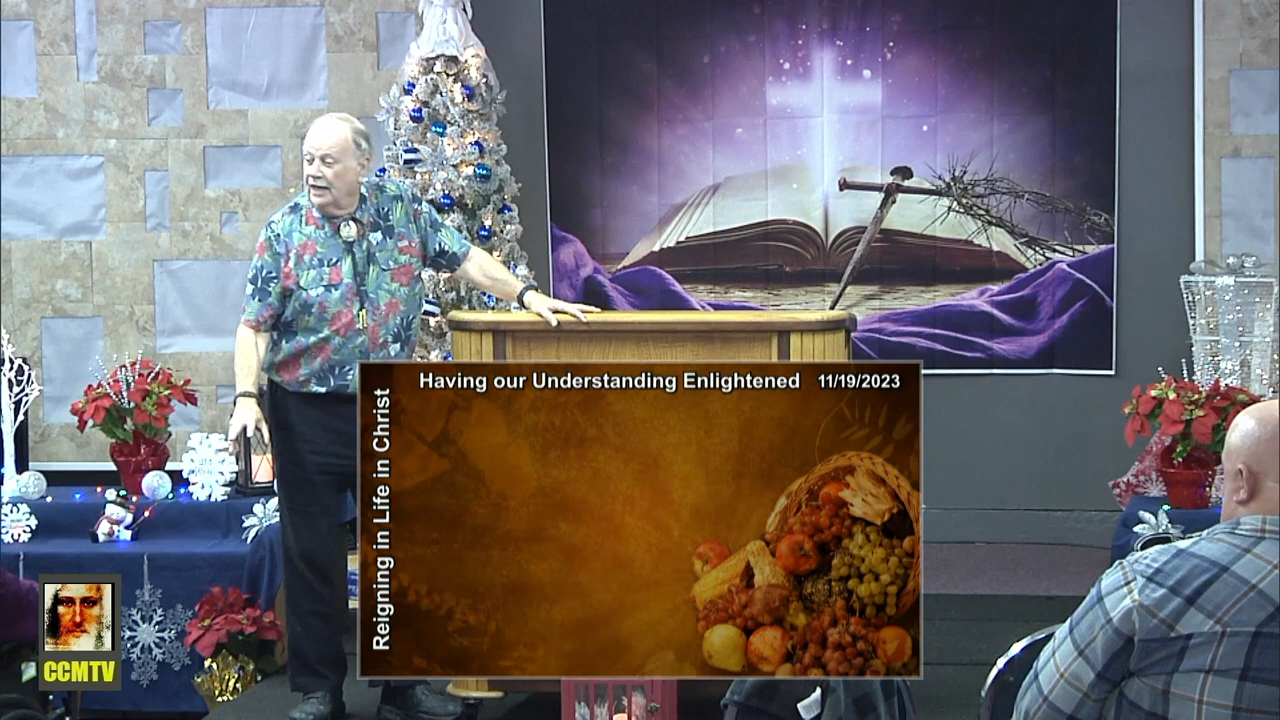 Having our Understanding Enlightened 11/19/2023
Reigning in Life in Christ
CCMTV